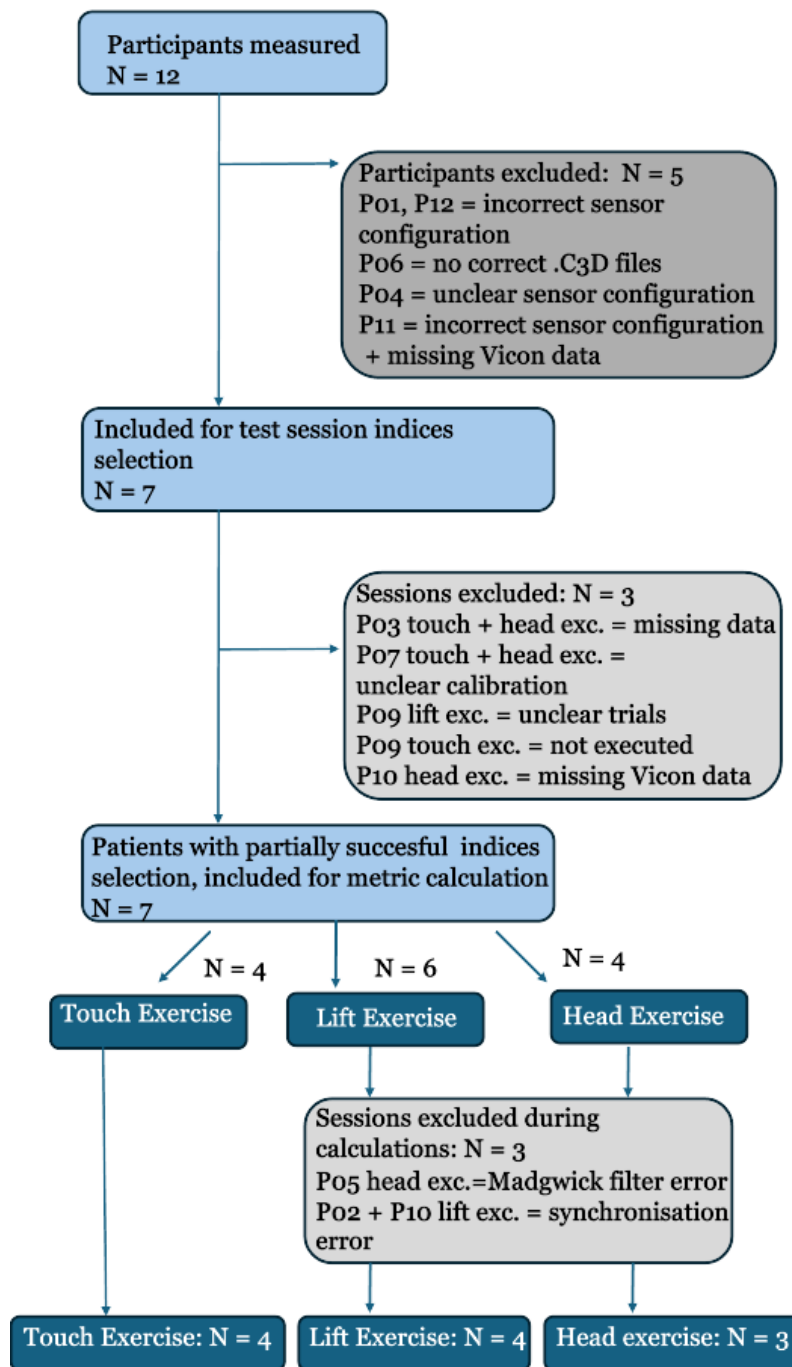 Participants measured
N = 12
Participants excluded:  N = 5
P01, P12 = incorrect sensor
configuration
P06 = no correct .C3D files
P04 = unclear sensor configuration
P11 = incorrect sensor configuration
+ missing Vicon data
Included for test session indices
selection
N = 7
Sessions excluded: N = 3
P03 touch + head exc. = missing data
P07 touch + head exc. =
unclear calibration
P09 lift exc. = unclear trials
P09 touch exc. = not executed
P10 head exc. = missing Vicon data
Patients with partially succesful  indices
selection, included for metric calculation
N = 7
N = 4
N = 6
N = 4
Touch Exercise
Lift Exercise
Head Exercise
Sessions excluded during
calculations: N = 3
P05 head exc.=Madgwick filter error
P02 + P10 lift exc. = synchronisation
error
Touch Exercise: N = 4
Lift Exercise: N = 4
Head exercise: N = 3